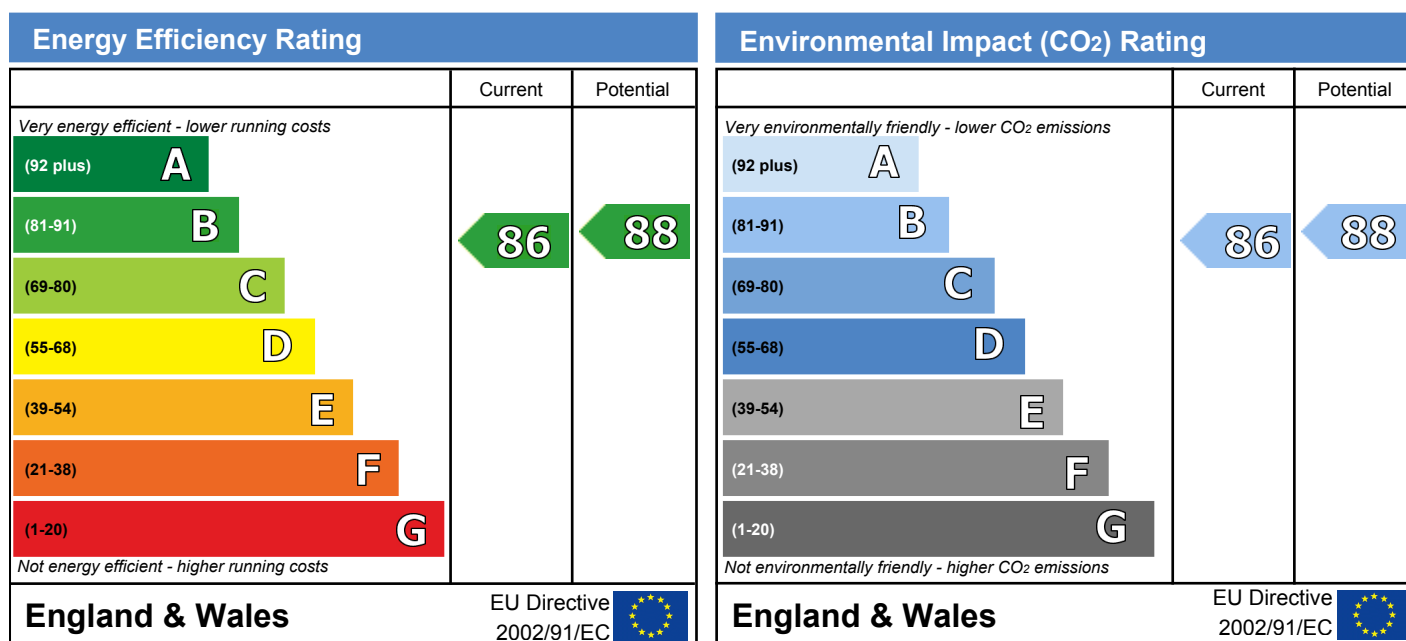 Energy Efficiency Rating
Current Potential
Very energy efficient - lower running costs
(92 plus) A
(81-91) B
(69-80) C
(55-68) D
(39-54) E
(21-38) F
(1-20) G
86 88
Not energy efficient - higher running costs
England & Wales
EU Directive
2002/91/EC
Environmental Impact (CO2) Rating
Current Potential
Very environmentally friendly - lower CO2 emissions
(92 plus) A
(81-91) B
(69-80) C
(55-68) D
(39-54) E
(21-38) F
(1-20) G
86 88
Not environmentally friendly - higher CO2 emissions
England & Wales
EU Directive
2002/91/EC